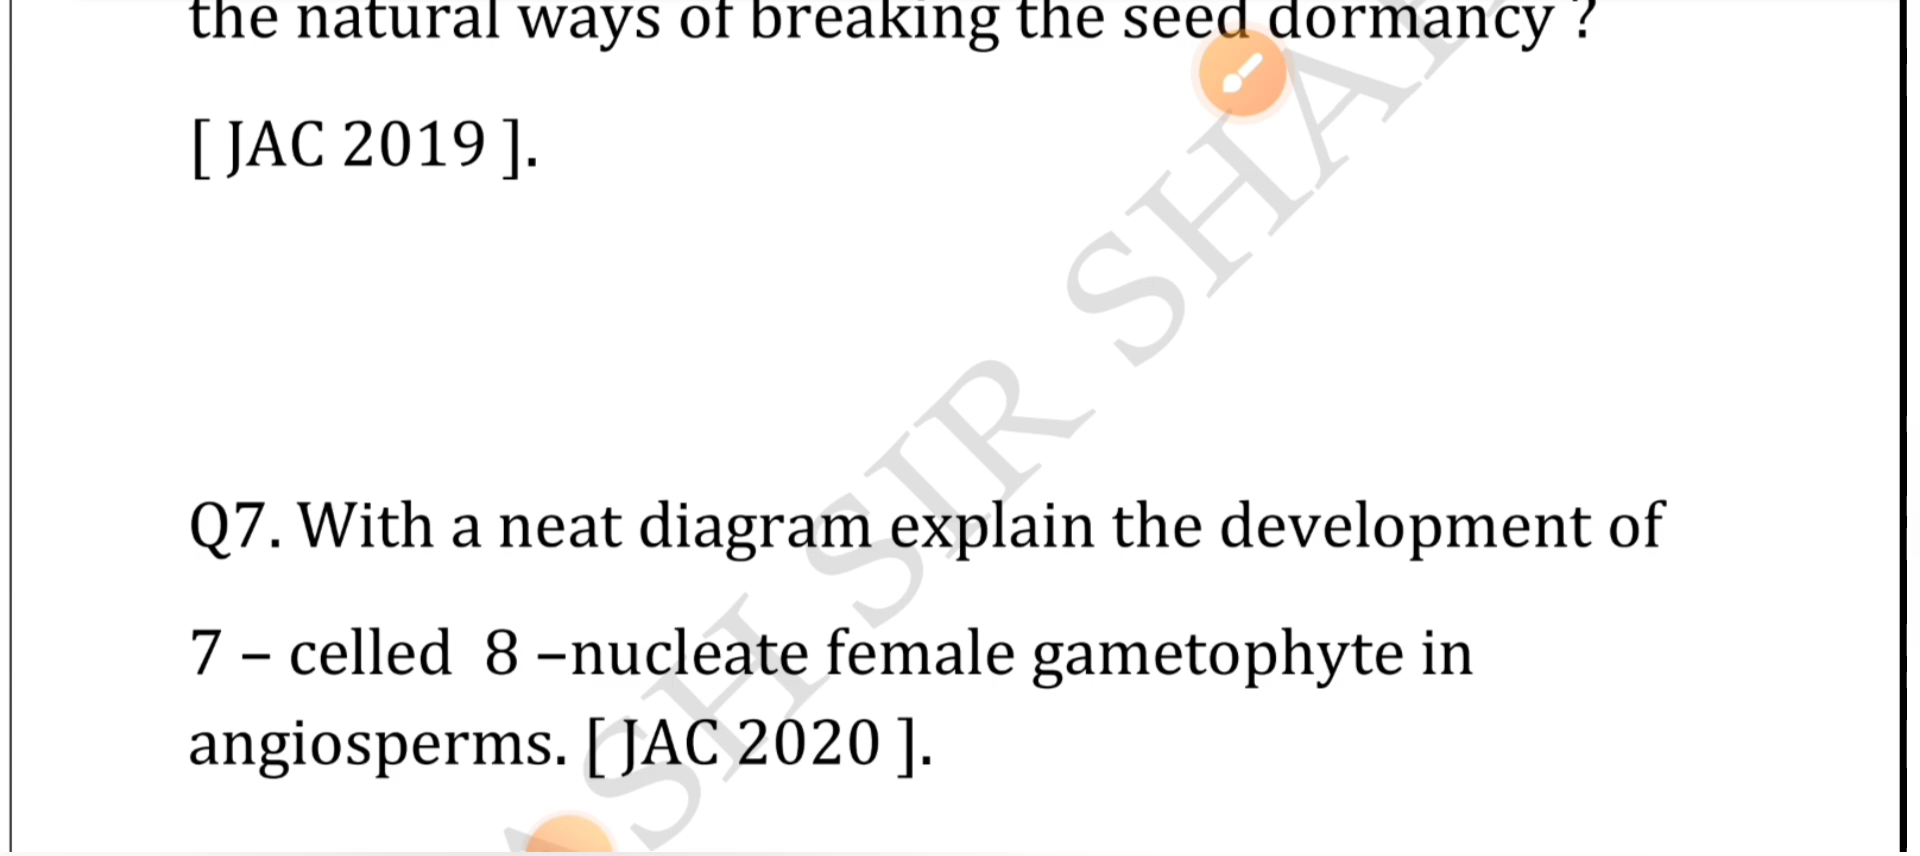 the natural ways of breaking the seed dormancy ?
[ JAC 2019 ].
Q7. With a neat diagram explain the development of
7 – celled  8 –nucleate female gametophyte in
angiosperms. [ JAC 2020 ].
SIR